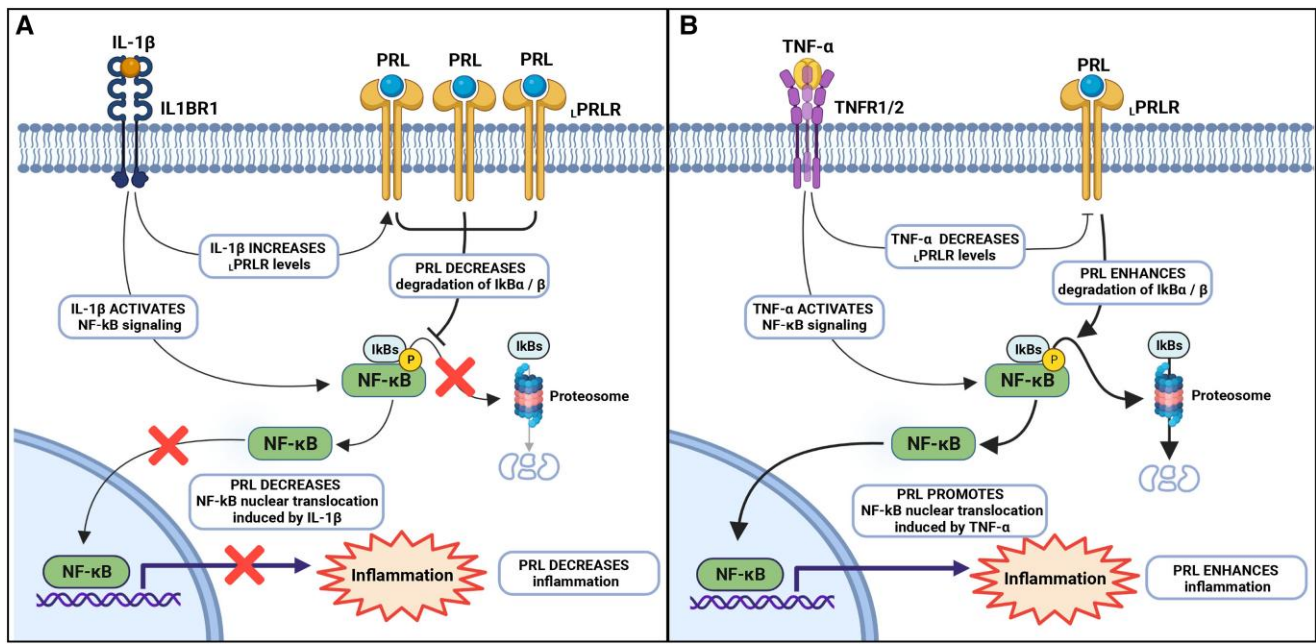 A
IL-1β
IL1BR1
PRL
PRL
PRL
LPRLR
IL-1β INCREASES
LPRLR levels
PRL DECREASES
degradation of IkBα / β
IL-1β ACTIVATES
NF-kB signaling
IkBs
P
NF-κB
IkBs
Proteosome
NF-κB
PRL DECREASES
NF-kB nuclear translocation
induced by IL-1β
NF-κB
Inflammation
PRL DECREASES
inflammation
B
TNF-α
TNFR1/2
PRL
LPRLR
TNF-α DECREASES
LPRLR levels
PRL ENHANCES
degradation of IkBα / β
TNF-α ACTIVATES
NF-κB signaling
IkBs
P
NF-κB
IkBs
Proteosome
NF-κB
PRL PROMOTES
NF-kB nuclear translocation
induced by TNF-α
NF-κB
Inflammation
PRL ENHANCES
inflammation